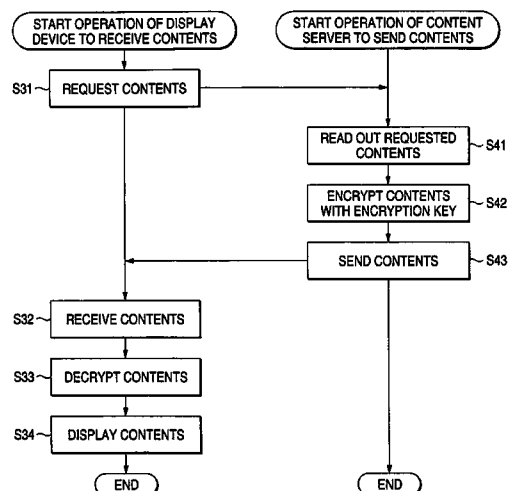 START OPERATION OF DISPLAY
DEVICE TO RECEIVE CONTENTS
START OPERATION OF CONTENT
SERVER TO SEND CONTENTS
S31
REQUEST CONTENTS
READ OUT REQUESTED
CONTENTS
S41
ENCRYPT CONTENTS
WITH ENCRYPTION KEY
S42
SEND CONTENTS
S43
S32
RECEIVE CONTENTS
S33
DECRYPT CONTENTS
S34
DISPLAY CONTENTS
END
END